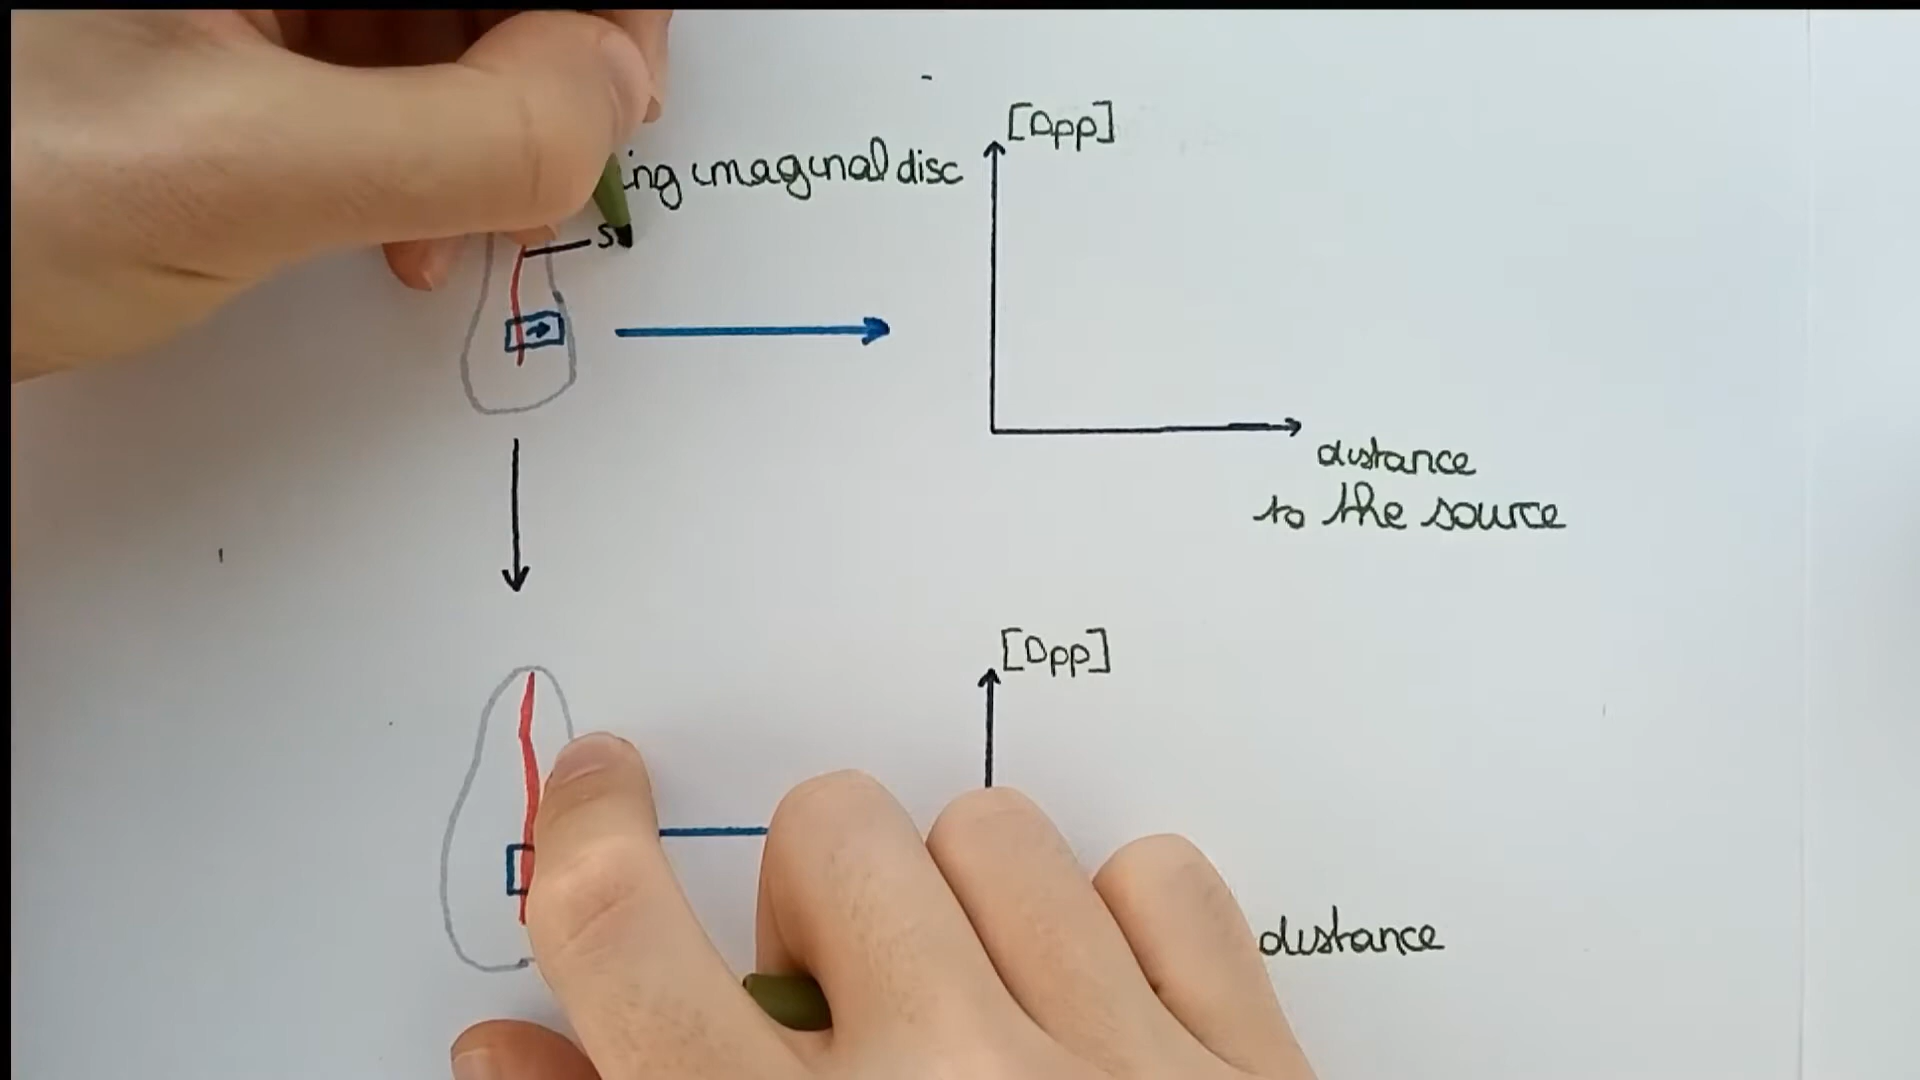 [Dpp]
ing imaginal disc
s
distance
to the source
[Dpp]
distance